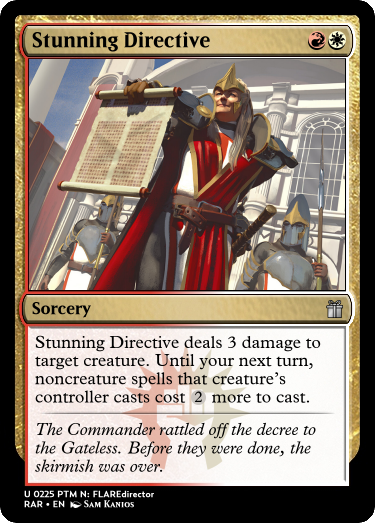 Stunning Directive
Sorcery
Stunning Directive deals 3 damage to
target creature. Until your next turn,
noncreature spells that creature's
controller casts cost 2 more to cast.
The Commander rattled off the decree to
the Gateless. Before they were done, the
skirmish was over.
U 0225 PTM N: FLAREdirector
RAR • EN Sam Kanios